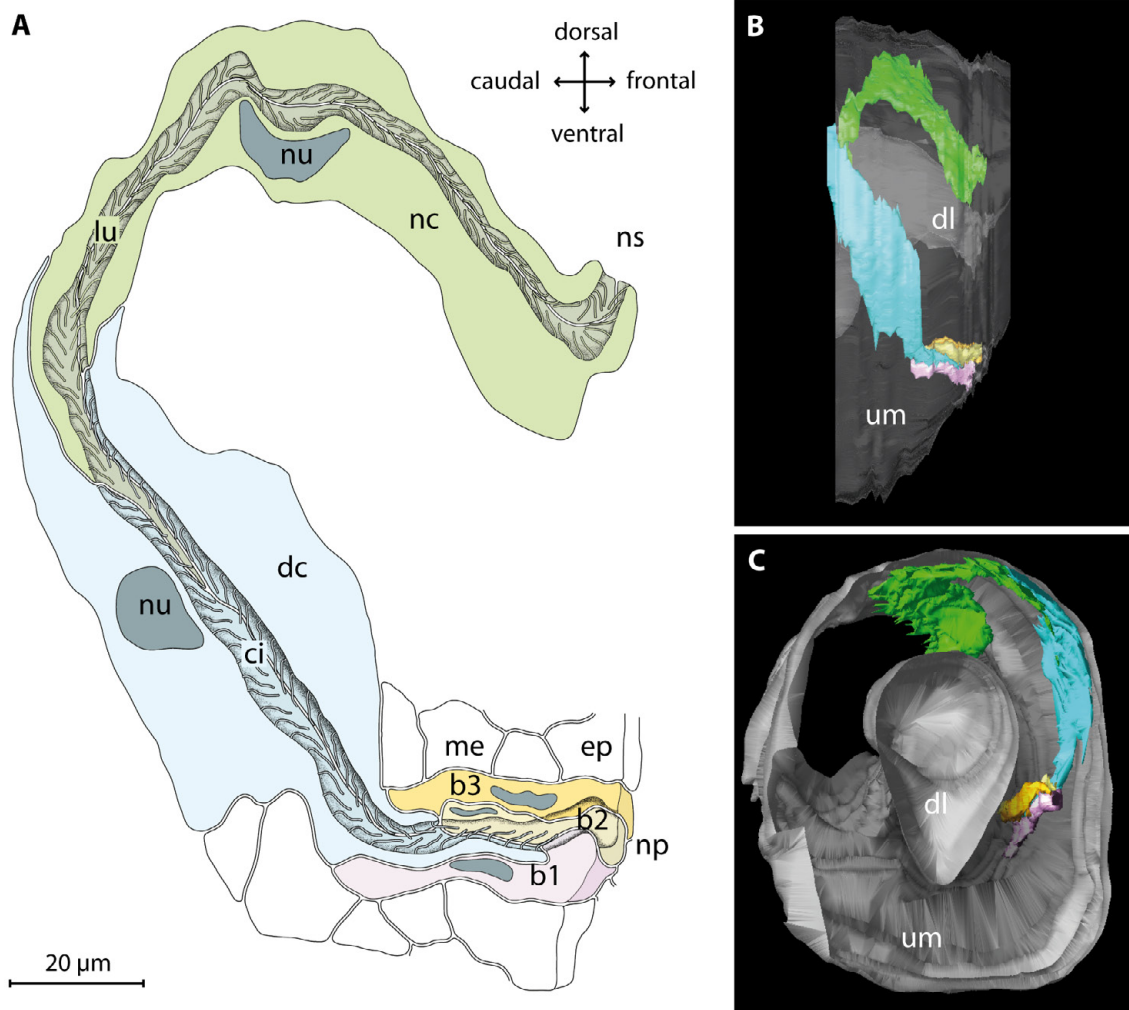 A
dorsal
caudal
frontal
ventral
nu
lu
nc
ns
dc
nu
ci
me
ep
b3
b2
np
b1
20 µm
B
dl
um
C
dl
um